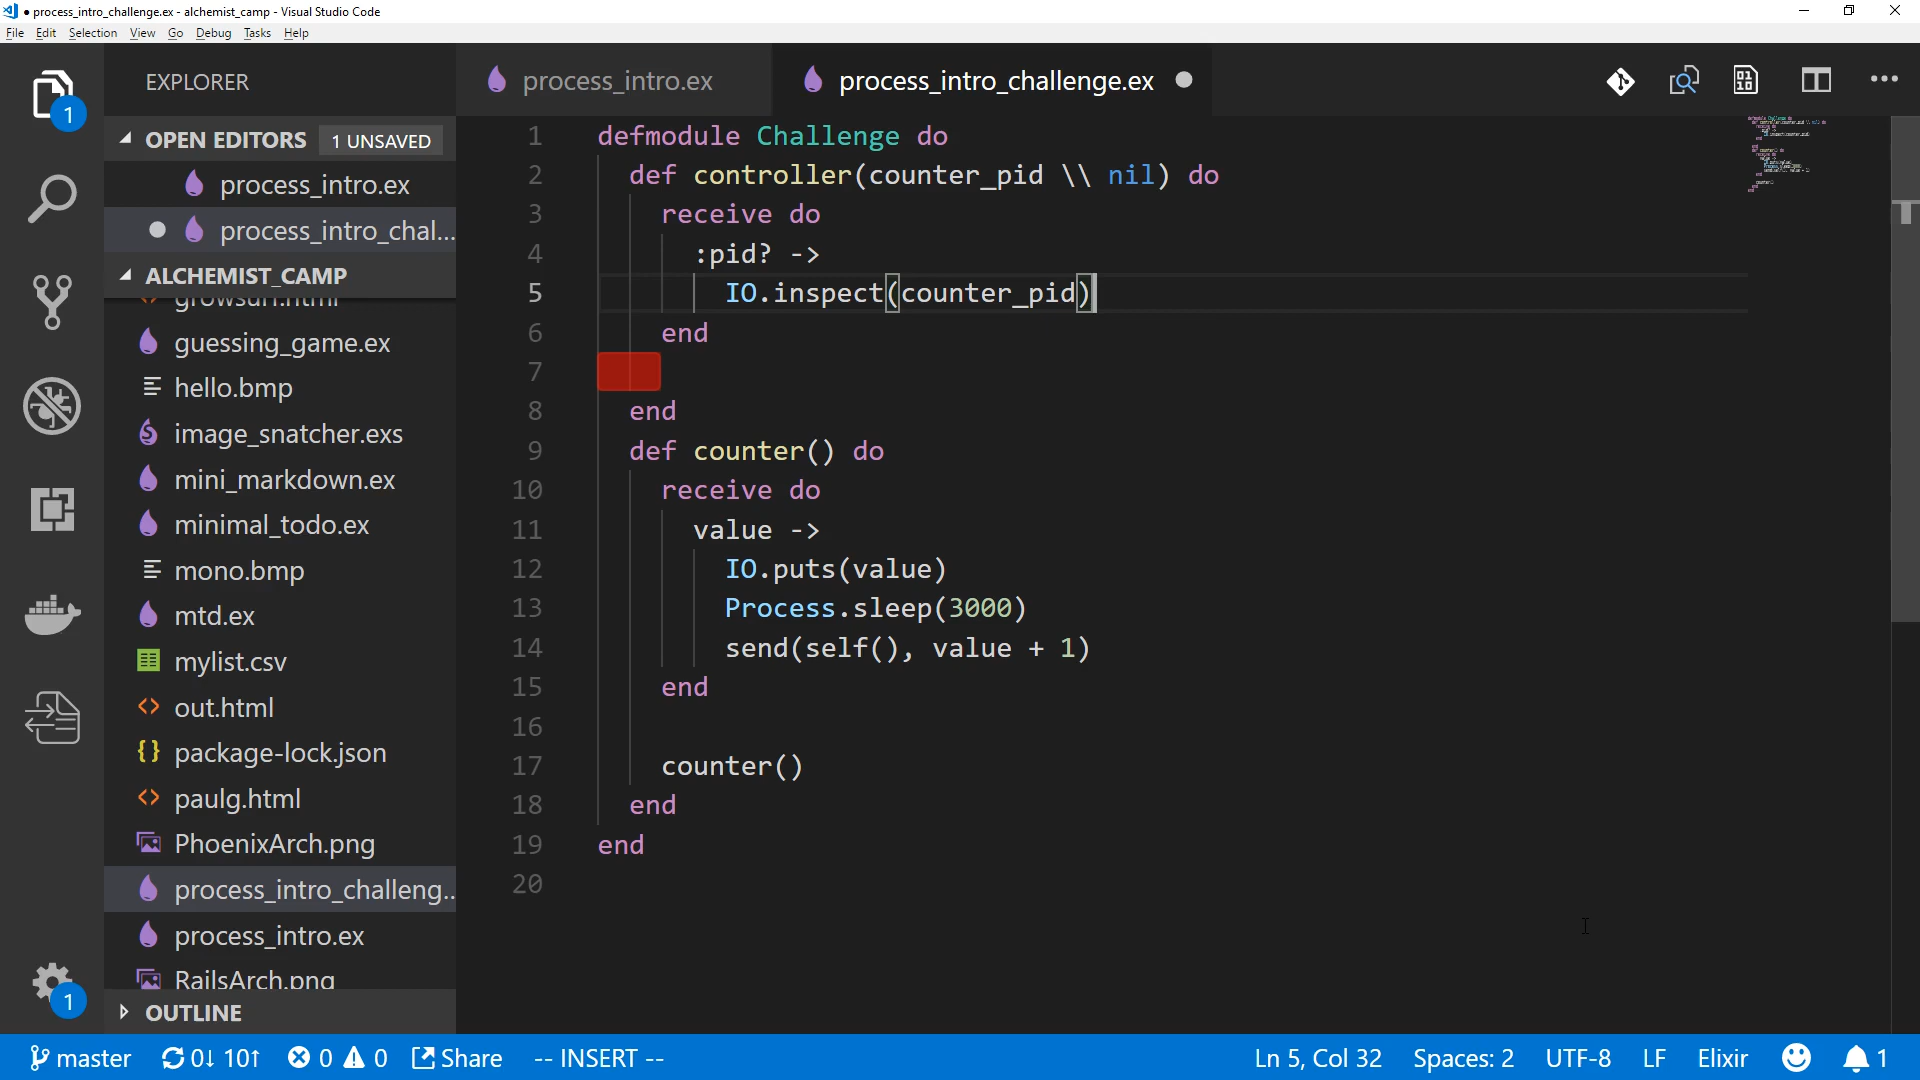 process_intro_challenge.ex - alchemist_camp - Visual Studio Code
File Edit Selection View Go Debug Tasks Help
EXPLORER
process_intro.ex
process_intro_challenge.ex
OPEN EDITORS
1 UNSAVED
process_intro.ex
process_intro_chal...
ALCHEMIST_CAMP
growsurf.html
guessing_game.ex
hello.bmp
image_snatcher.exs
mini_markdown.ex
minimal_todo.ex
mono.bmp
mtd.ex
mylist.csv
out.html
package-lock.json
paulg.html
PhoenixArch.png
process_intro_challeng...
process_intro.ex
RailsArch.png
OUTLINE
1
1
1 defmodule Challenge do
2 def controller(counter_pid \\ nil) do
3 receive do
4 :pid? ->
5 IO.inspect(counter_pid)
6 end
7
8 end
9 def counter() do
10 receive do
11 value ->
12 IO.puts(value)
13 Process.sleep(3000)
14 send(self(), value + 1)
15 end
16
17 counter()
18 end
19 end
20
master 0↓ 10↑ 0 0 Share -- INSERT -- Ln 5, Col 32 Spaces: 2 UTF-8 LF Elixir 1